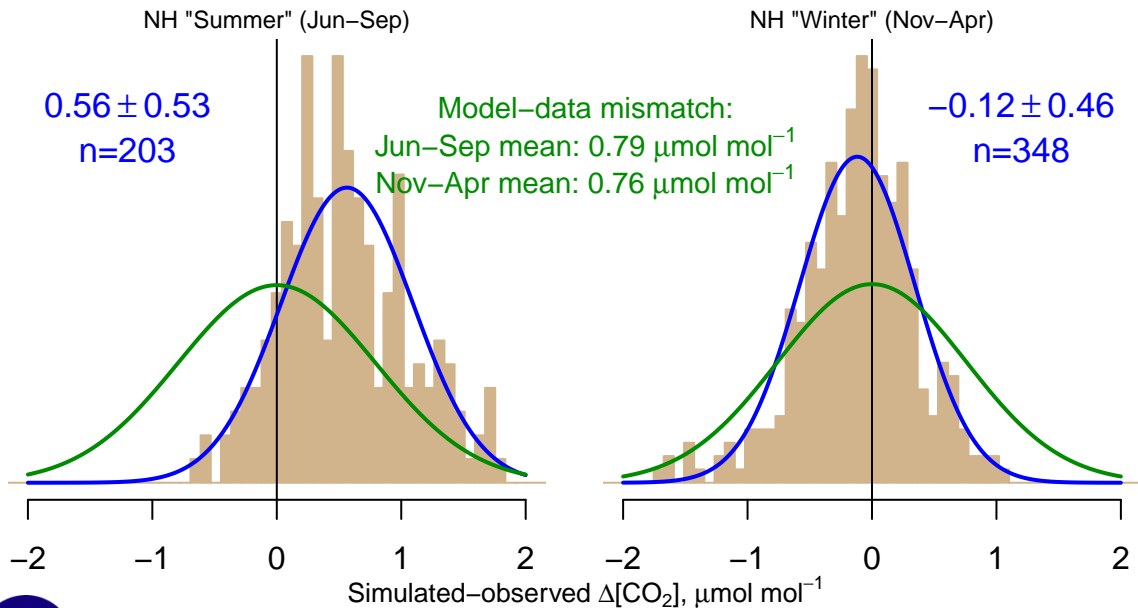 NH "Summer" (Jun−Sep)
NH "Winter" (Nov−Apr)
0.56 ± 0.53
n=203
Model−data mismatch:
Jun−Sep mean: 0.79 μmol mol⁻¹
Nov−Apr mean: 0.76 μmol mol⁻¹
−0.12 ± 0.46
n=348
−2 −1 0 1 2
−2 −1 0 1 2
Simulated−observed Δ[CO₂], μmol mol⁻¹